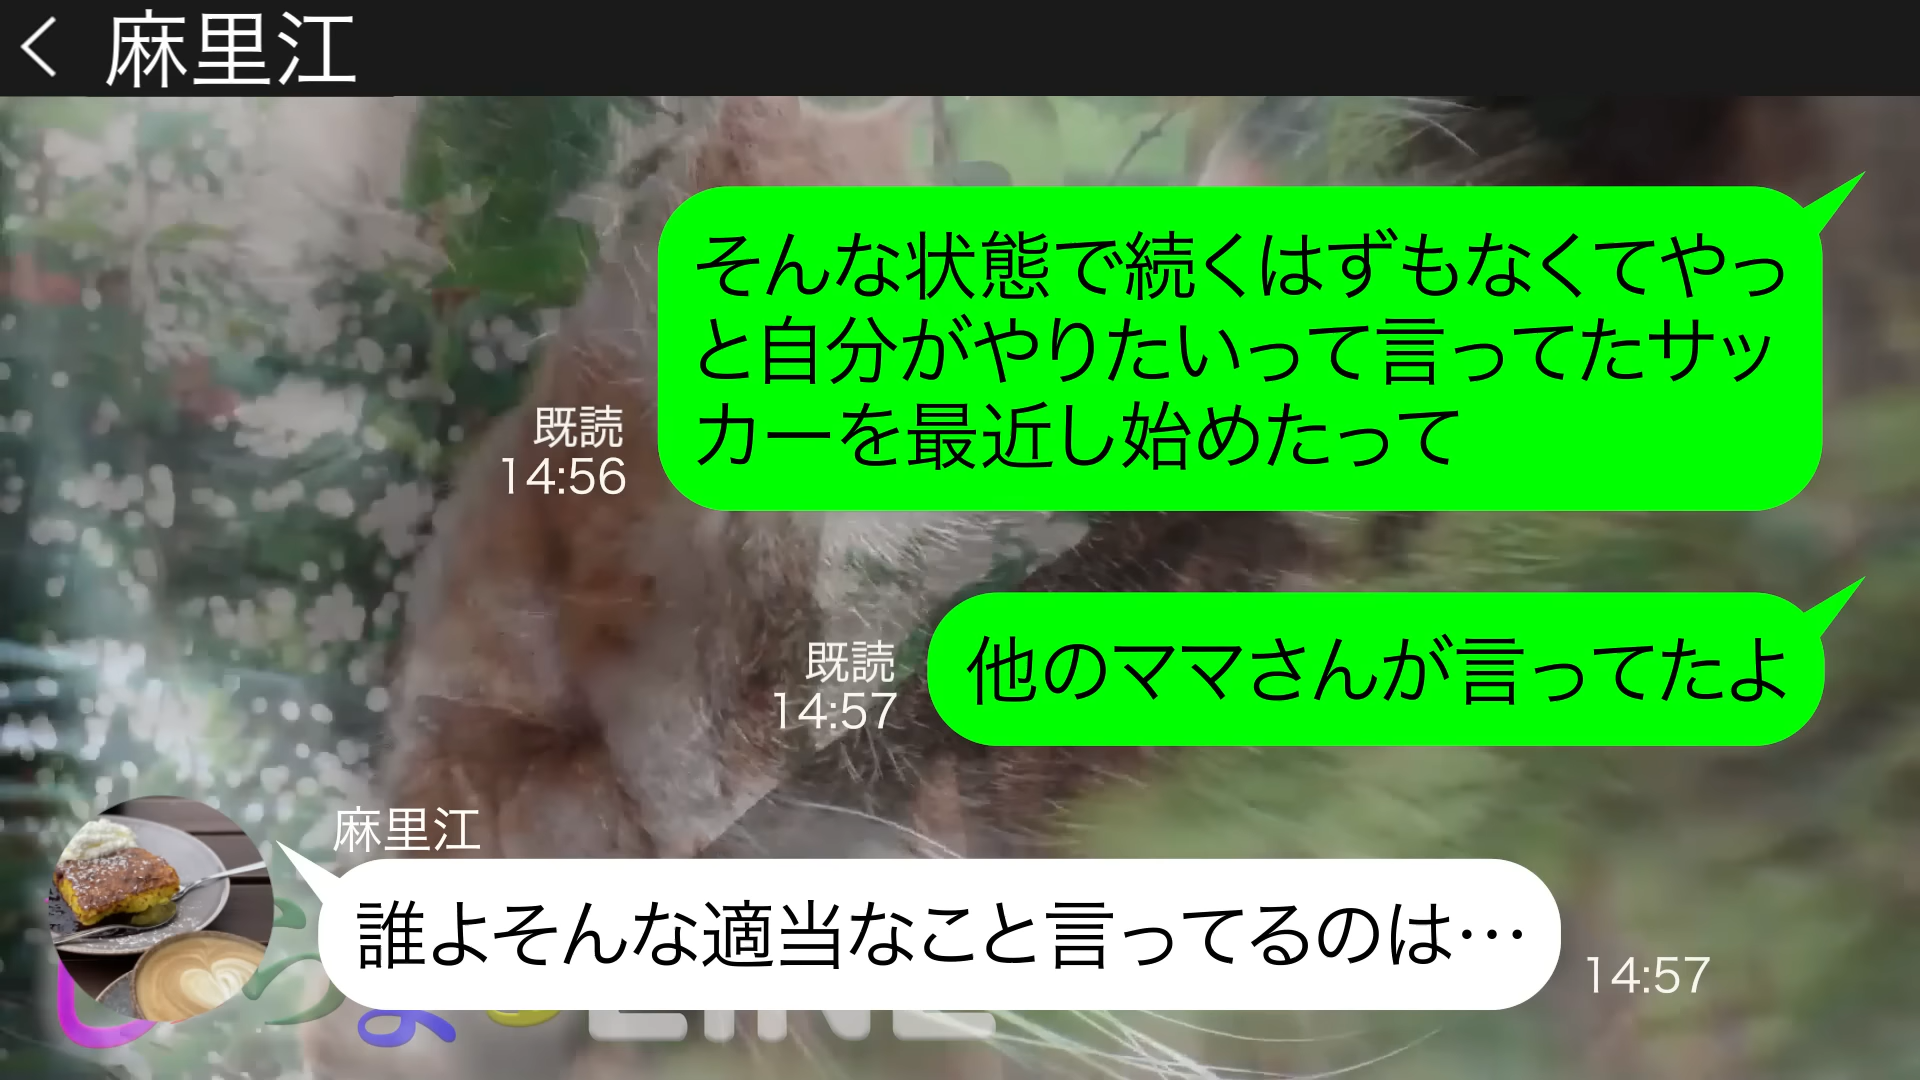 麻里江
そんな状態で続くはずもなくてやっ
と自分がやりたいって言ってたサッ
カーを最近し始めたって
既読
14:56
他のママさんが言ってたよ
既読
14:57
麻里江
誰よそんな適当なこと言ってるのは…
14:57
LINE